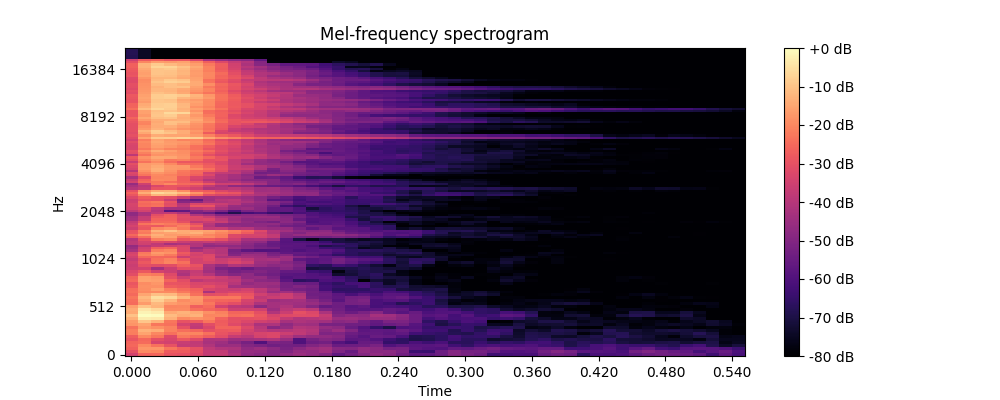 Mel-frequency spectrogram
Hz
16384
8192
4096
2048
1024
512
0
0.000 0.060 0.120 0.180 0.240 0.300 0.360 0.420 0.480 0.540
Time
+0 dB
-10 dB
-20 dB
-30 dB
-40 dB
-50 dB
-60 dB
-70 dB
-80 dB